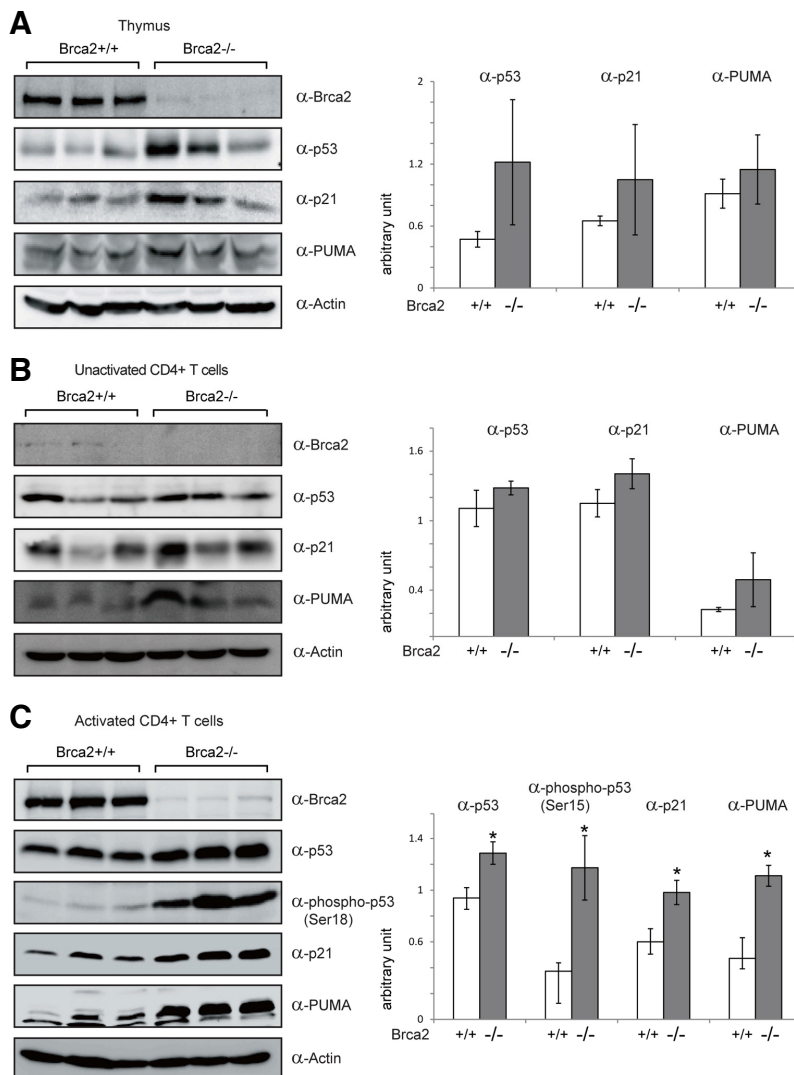 A
Thymus
Brca2+/+ Brca2-/-
α-Brca2
α-p53
α-p21
α-PUMA
α-Actin
α-p53 α-p21 α-PUMA
2
1.2
0.6
0
arbitrary unit
Brca2 +/+ -/- +/+ -/- +/+ -/-
B
Unactivated CD4+ T cells
Brca2+/+ Brca2-/-
α-Brca2
α-p53
α-p21
α-PUMA
α-Actin
α-p53 α-p21 α-PUMA
1.6
1
0.4
arbitrary unit
Brca2 +/+ -/- +/+ -/- +/+ -/-
C
Activated CD4+ T cells
Brca2+/+ Brca2-/-
α-Brca2
α-p53
α-phospho-p53
(Ser18)
α-p21
α-PUMA
α-Actin
α-phospho-p53
α-p53 (Ser15) α-p21 α-PUMA
* * * *
1.4
1
0.6
0
arbitrary unit
Brca2 +/+ -/- +/+ -/- +/+ -/- +/+ -/-